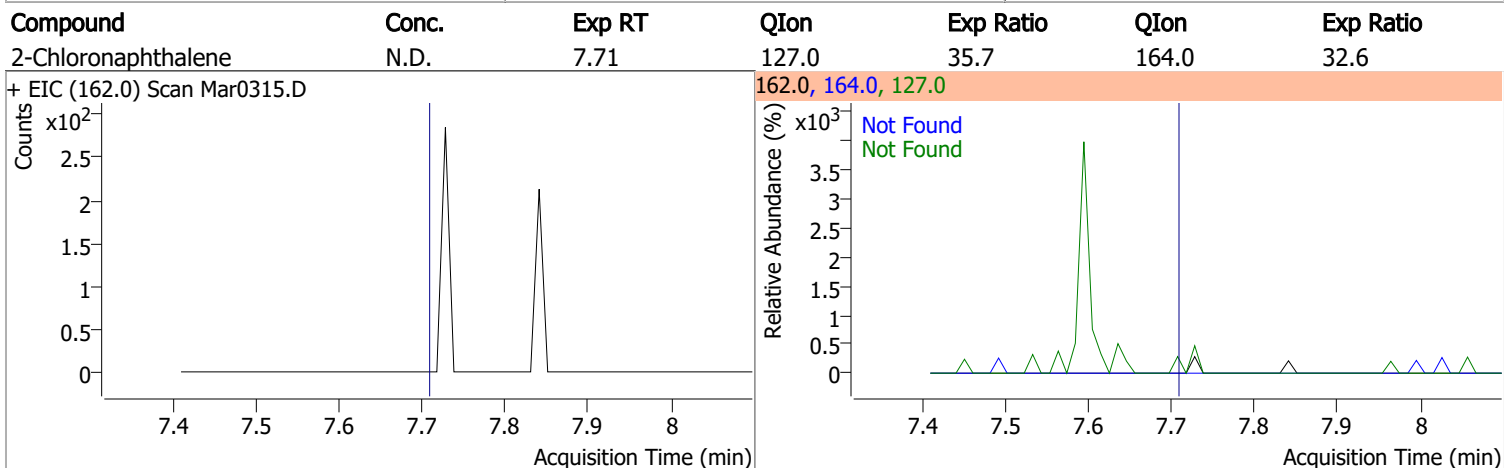 Compound Conc. Exp RT QIon Exp Ratio QIon Exp Ratio
2-Chloronaphthalene N.D. 7.71 127.0 35.7 164.0 32.6
+ EIC (162.0) Scan Mar0315.D
Counts
x10²
2.5
2
1.5
1
0.5
0
7.4 7.5 7.6 7.7 7.8 7.9 8
Acquisition Time (min)
162.0, 164.0, 127.0
Relative Abundance (%)
x10³
Not Found
Not Found
3.5
3
2.5
2
1.5
1
0.5
0
7.4 7.5 7.6 7.7 7.8 7.9 8
Acquisition Time (min)